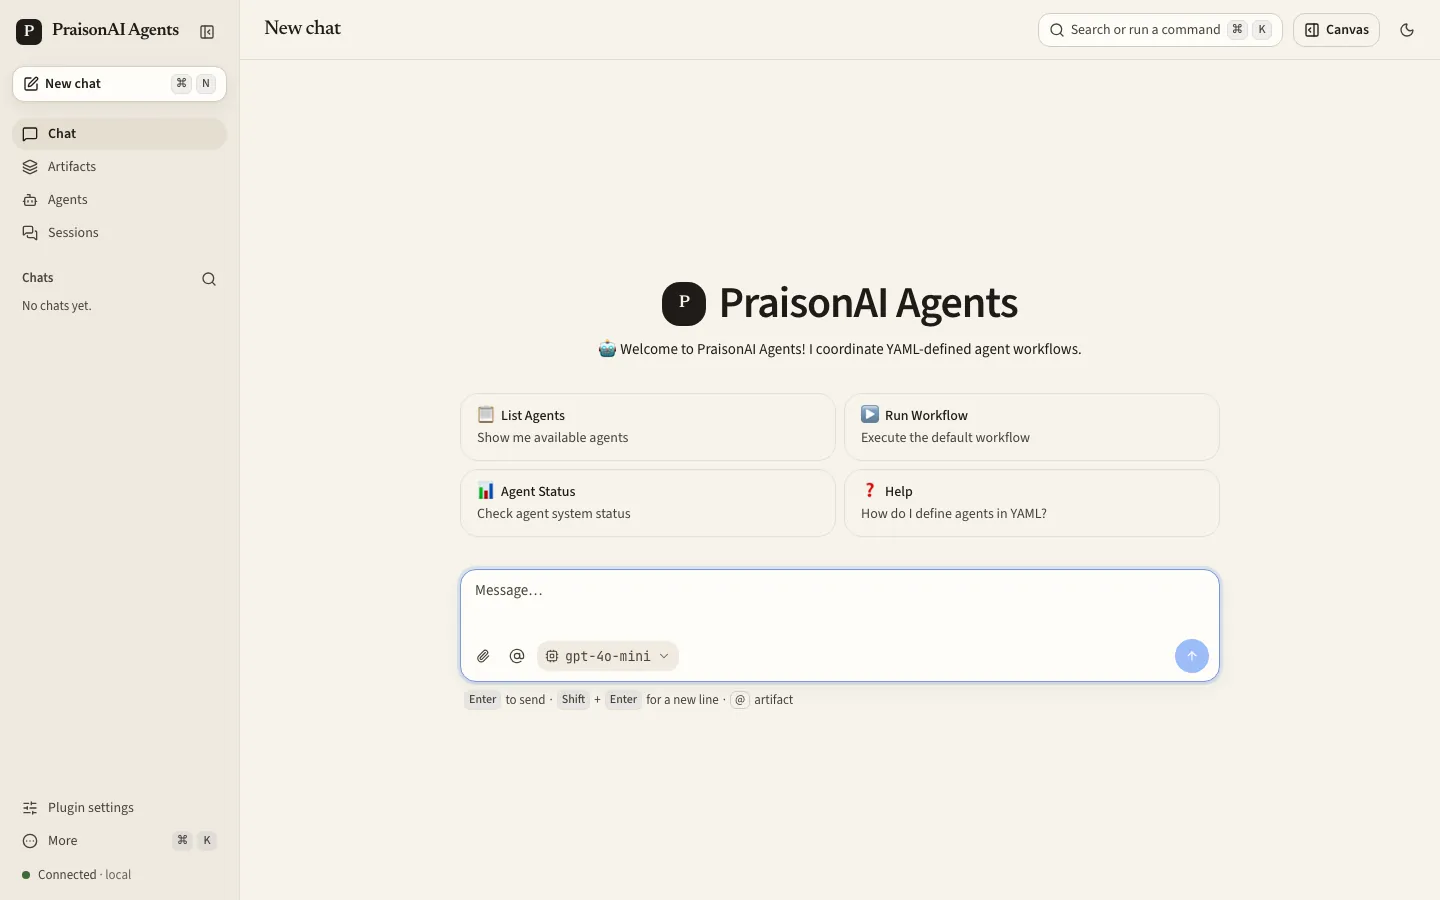 P PraisonAI Agents
New chat ⌘ N
Chat
Artifacts
Agents
Sessions
Chats
No chats yet.
Plugin settings
More ⌘ K
Connected · local
New chat
Search or run a command ⌘ K
Canvas
P PraisonAI Agents
🤖 Welcome to PraisonAI Agents! I coordinate YAML-defined agent workflows.
📋 List Agents
Show me available agents
▶️ Run Workflow
Execute the default workflow
📊 Agent Status
Check agent system status
❓ Help
How do I define agents in YAML?
Message…
gpt-4o-mini
Enter to send · Shift + Enter for a new line · @ artifact